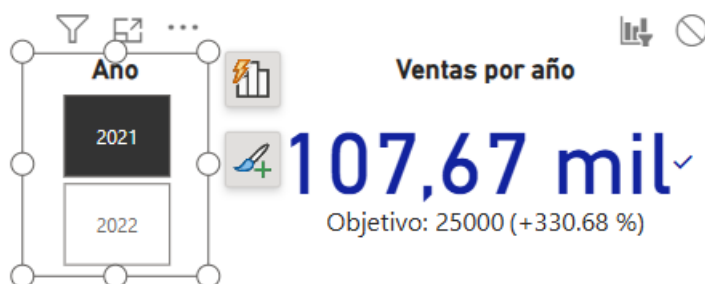 Año
2021
2022
Ventas por año
107,67 mil
Objetivo: 25000 (+330.68 %)